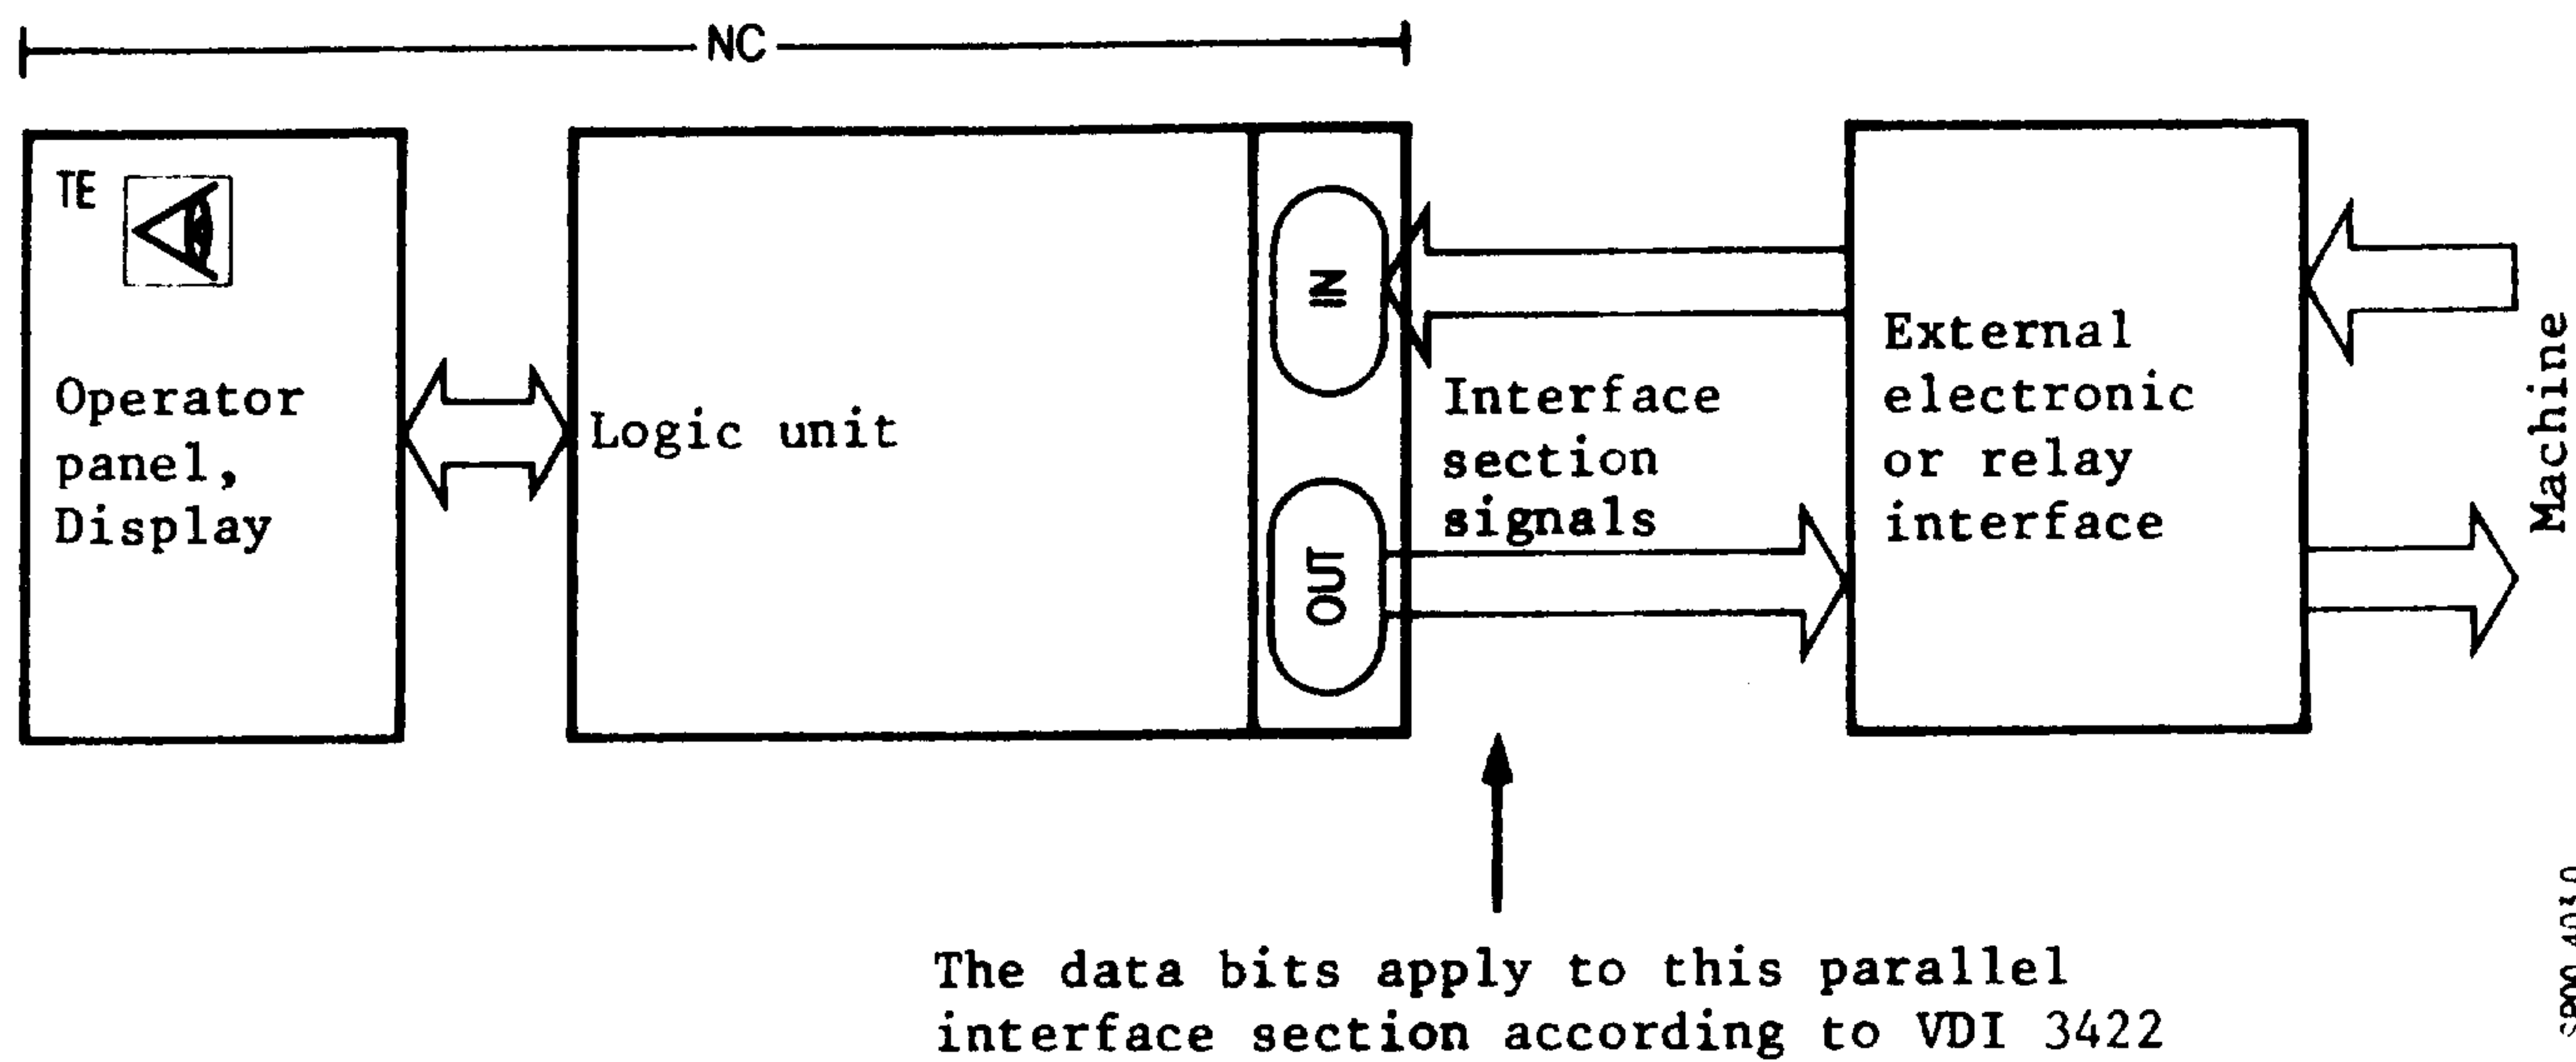 NC
TE
Operator
panel,
Display
Logic unit
IN
OUT
Interface
section
signals
External
electronic
or relay
interface
Machine
The data bits apply to this parallel
interface section according to VDI 3422